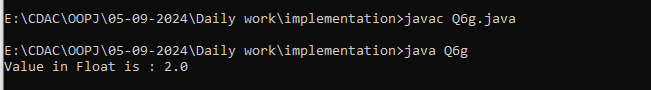 E:\CDAC\OOPJ\05-09-2024\Daily work\implementation>javac Q6g.java
E:\CDAC\OOPJ\05-09-2024\Daily work\implementation>java Q6g
Value in Float is : 2.0